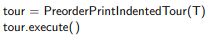 tour = PreorderPrintIndentedTour(T)
tour.execute( )